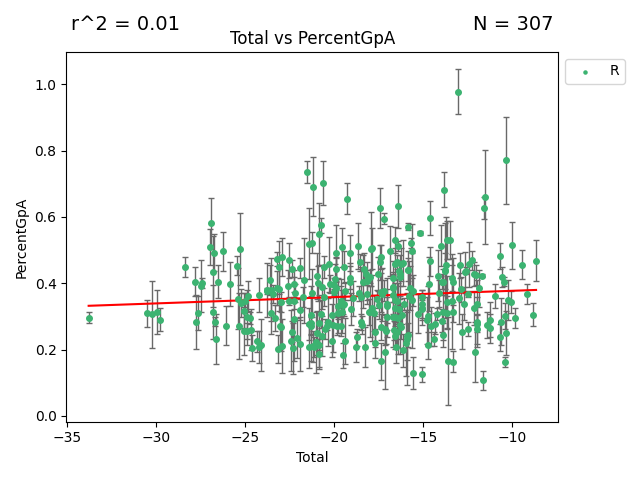 r^2 = 0.01 N = 307
Total vs PercentGpA
R
PercentGpA
1.0
0.8
0.6
0.4
0.2
0.0
−35 −30 −25 −20 −15 −10
Total